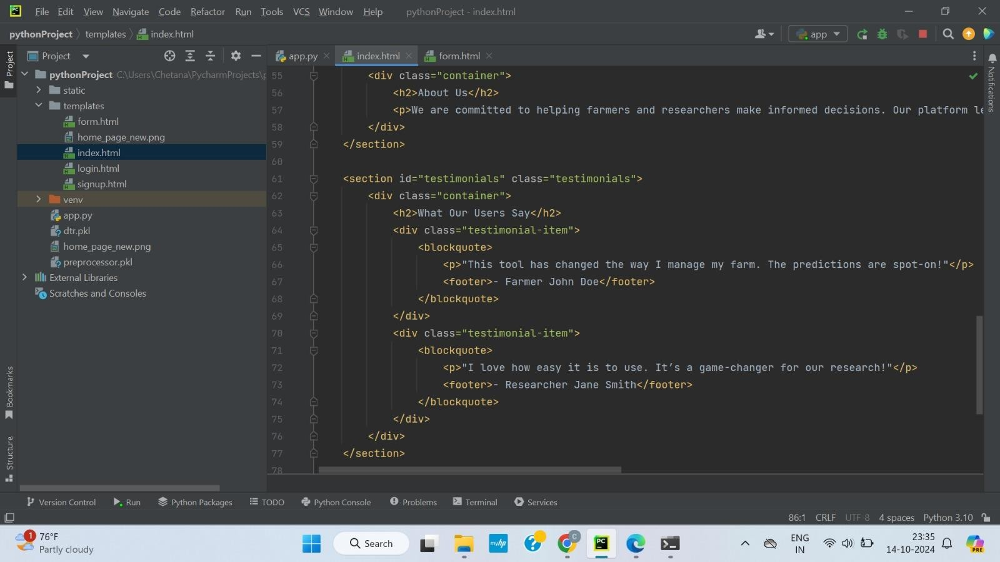 PC File Edit View Navigate Code Refactor Run Tools VCS Window Help pythonProject - index.html
pythonProject templates index.html app
Project
Project
pythonProject C:\Users\Chetana\PycharmProjects\p
static
templates
form.html
home_page_new.png
index.html
login.html
signup.html
venv
app.py
dtr.pkl
home_page_new.png
preprocessor.pkl
External Libraries
Scratches and Consoles
Bookmarks
Structure
app.py index.html form.html
55 <div class="container">
56 <h2>About Us</h2>
57 <p>We are committed to helping farmers and researchers make informed decisions. Our platform le
58 </div>
59 </section>
60
61 <section id="testimonials" class="testimonials">
62 <div class="container">
63 <h2>What Our Users Say</h2>
64 <div class="testimonial-item">
65 <blockquote>
66 <p>"This tool has changed the way I manage my farm. The predictions are spot-on!"</p>
67 <footer>- Farmer John Doe</footer>
68 </blockquote>
69 </div>
70 <div class="testimonial-item">
71 <blockquote>
72 <p>"I love how easy it is to use. It’s a game-changer for our research!"</p>
73 <footer>- Researcher Jane Smith</footer>
74 </blockquote>
75 </div>
76 </div>
77 </section>
78
Notifications
Version Control Run Python Packages TODO Python Console Problems Terminal Services
86:1 CRLF UTF-8 4 spaces Python 3.10
1 76°F
Partly cloudy
Search
myhp
C
PC
ENG
IN
23:35
14-10-2024
PRE